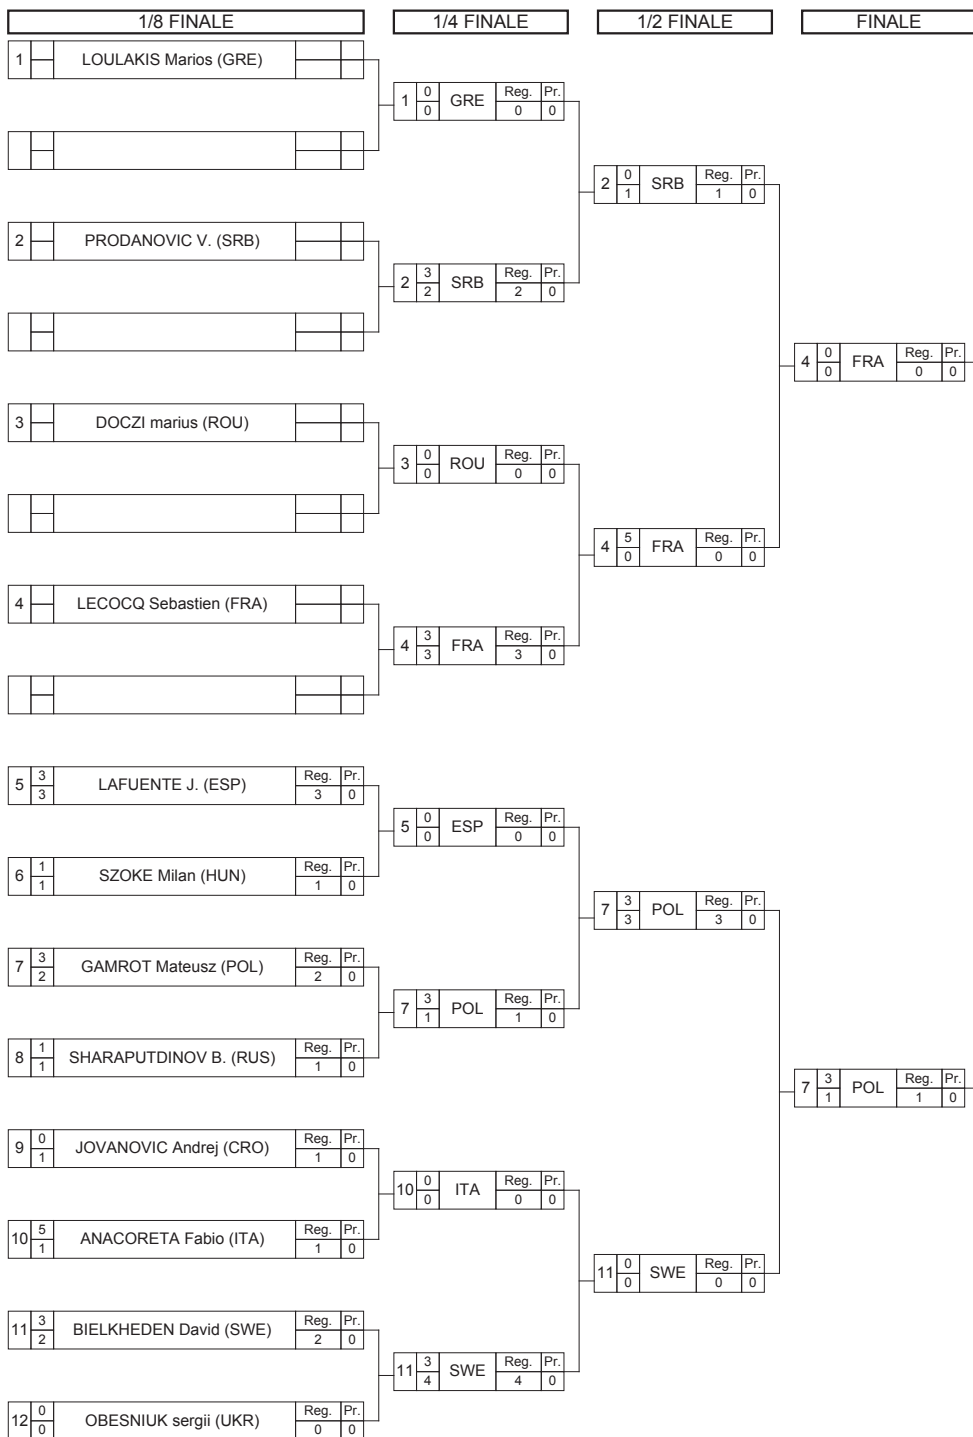 1/8 FINALE
1/4 FINALE
1/2 FINALE
FINALE
1 LOULAKIS Marios (GRE)
2 PRODANOVIC V. (SRB)
3 DOCZI marius (ROU)
4 LECOCQ Sebastien (FRA)
5 3 LAFUENTE J. (ESP) Reg. Pr.
3 3 0
6 1 SZOKE Milan (HUN) Reg. Pr.
1 1 0
7 3 GAMROT Mateusz (POL) Reg. Pr.
2 2 0
8 1 SHARAPUTDINOV B. (RUS) Reg. Pr.
1 1 0
9 0 JOVANOVIC Andrej (CRO) Reg. Pr.
1 1 0
10 5 ANACORETA Fabio (ITA) Reg. Pr.
1 1 0
11 3 BIELKHEDEN David (SWE) Reg. Pr.
2 2 0
12 0 OBESNIUK sergii (UKR) Reg. Pr.
0 0 0
1 0 GRE Reg. Pr.
0 0 0
2 3 SRB Reg. Pr.
2 2 0
3 0 ROU Reg. Pr.
0 0 0
4 3 FRA Reg. Pr.
3 3 0
5 0 ESP Reg. Pr.
0 0 0
7 3 POL Reg. Pr.
1 1 0
10 0 ITA Reg. Pr.
0 0 0
11 3 SWE Reg. Pr.
4 4 0
2 0 SRB Reg. Pr.
1 1 0
4 5 FRA Reg. Pr.
0 0 0
7 3 POL Reg. Pr.
3 3 0
11 0 SWE Reg. Pr.
0 0 0
4 0 FRA Reg. Pr.
0 0 0
7 3 POL Reg. Pr.
1 1 0